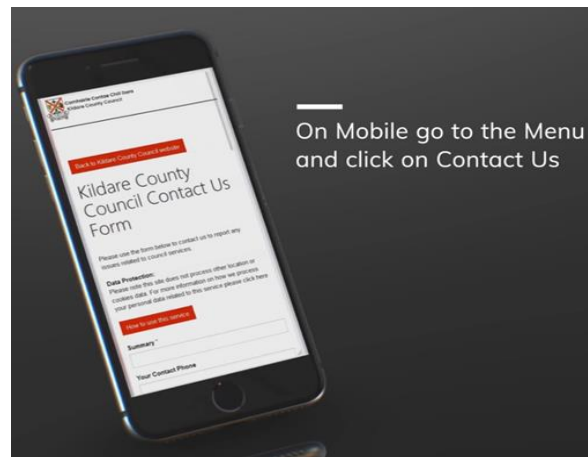 Comhairle Contae Chill Dara
Kildare County Council
Back to Kildare County Council website
Kildare County
Council Contact Us
Form
Please use the form below to contact us to report any
issues related to council services.
Data Protection:
Please note this site does not process other location or
cookies data. For more information on how we process
your personal data related to this service please click here
How to use this service
Summary *
Your Contact Phone
On Mobile go to the Menu
and click on Contact Us